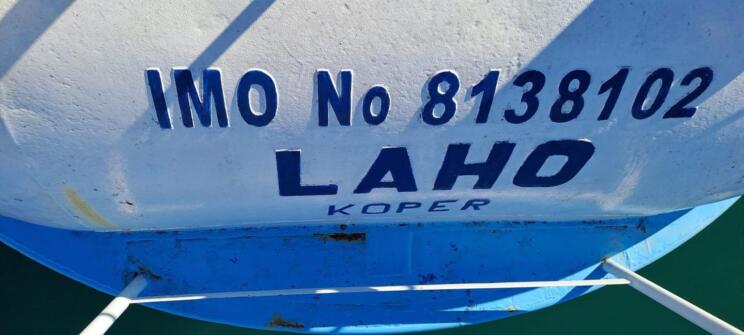 IMO No 8138102
LAHO
KOPER